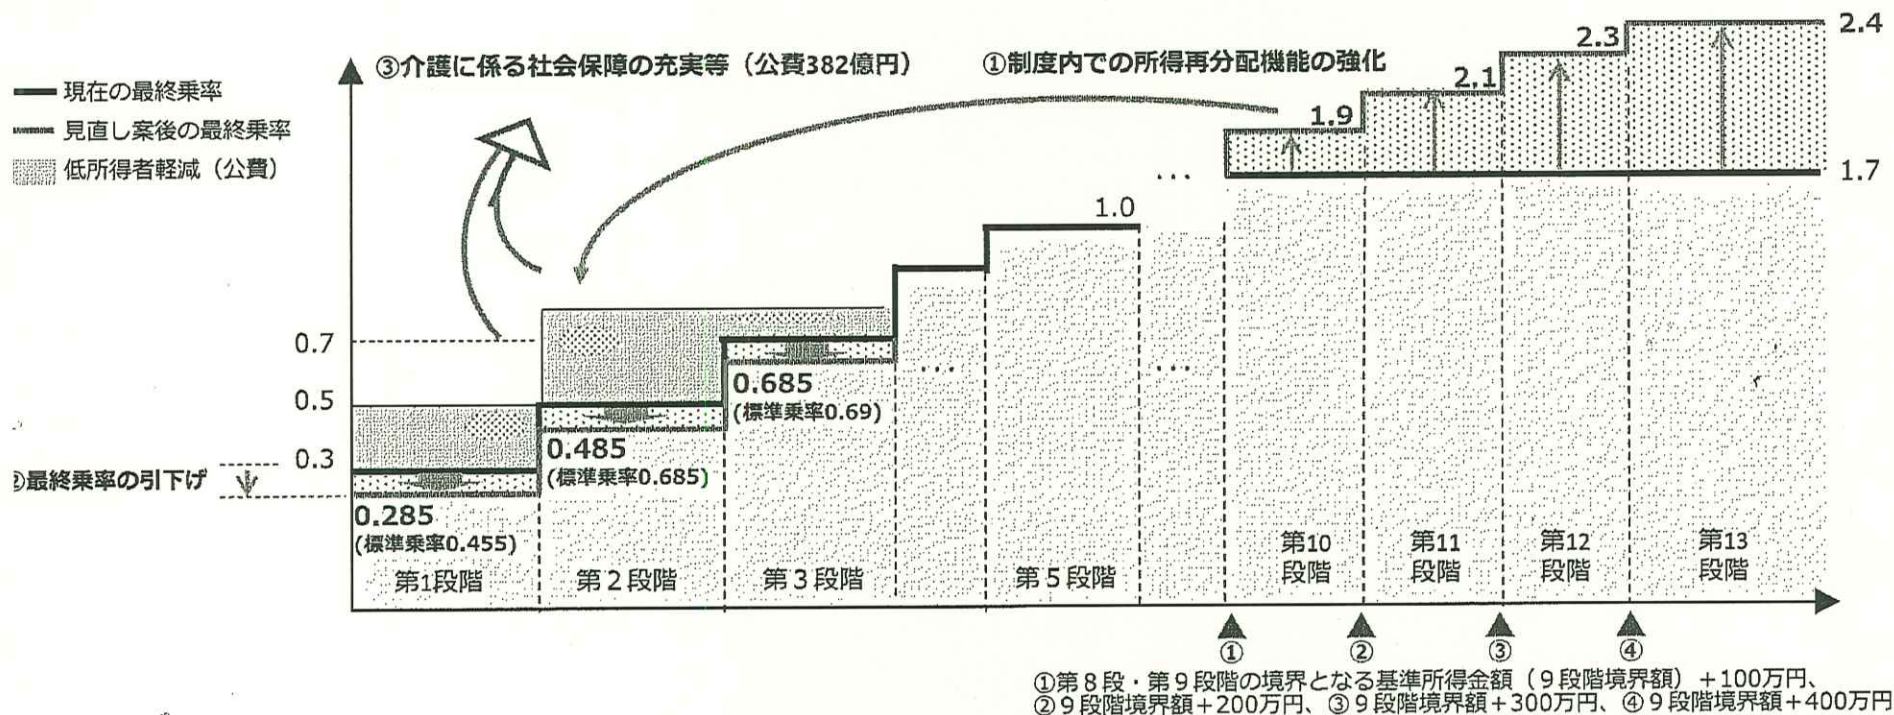 ③介護に係る社会保障の充実等（公費382億円）
①制度内での所得再分配機能の強化
現在の最終乗率
見直し案後の最終乗率
低所得者軽減（公費）
2.4
2.3
2.1
1.9
1.7
1.0
…
0.7
0.5
0.3
②最終乗率の引下げ
0.685
(標準乗率0.69)
…
…
0.485
(標準乗率0.685)
0.285
(標準乗率0.455)
第1段階
第２段階
第３段階
第５段階
第10
段階
第11
段階
第12
段階
第13
段階
①
②
③
④
①第８段・第９段階の境界となる基準所得金額（９段階境界額）＋100万円、
②９段階境界額＋200万円、③９段階境界額＋300万円、④９段階境界額＋400万円